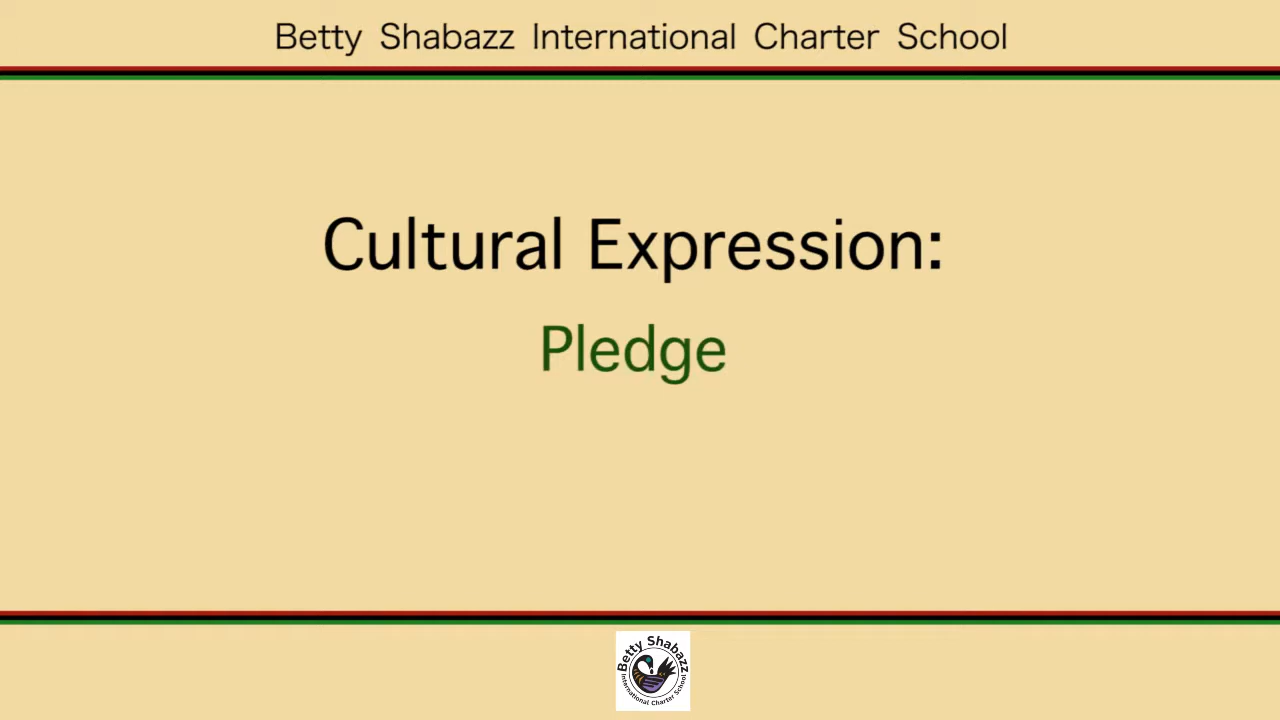 Betty Shabazz International Charter School
Cultural Expression:
Pledge
Betty Shabazz
International Charter School